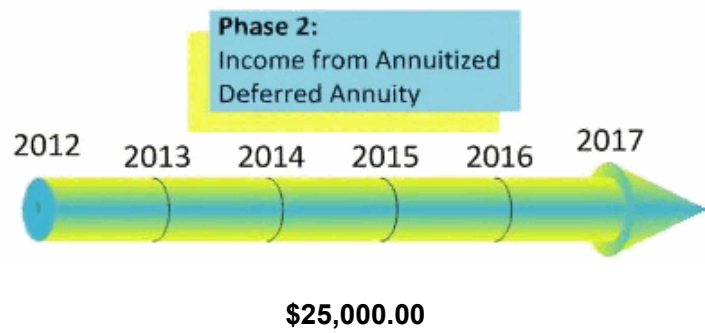 Phase 2:
Income from Annuitized
Deferred Annuity
2012 2013 2014 2015 2016 2017
$25,000.00